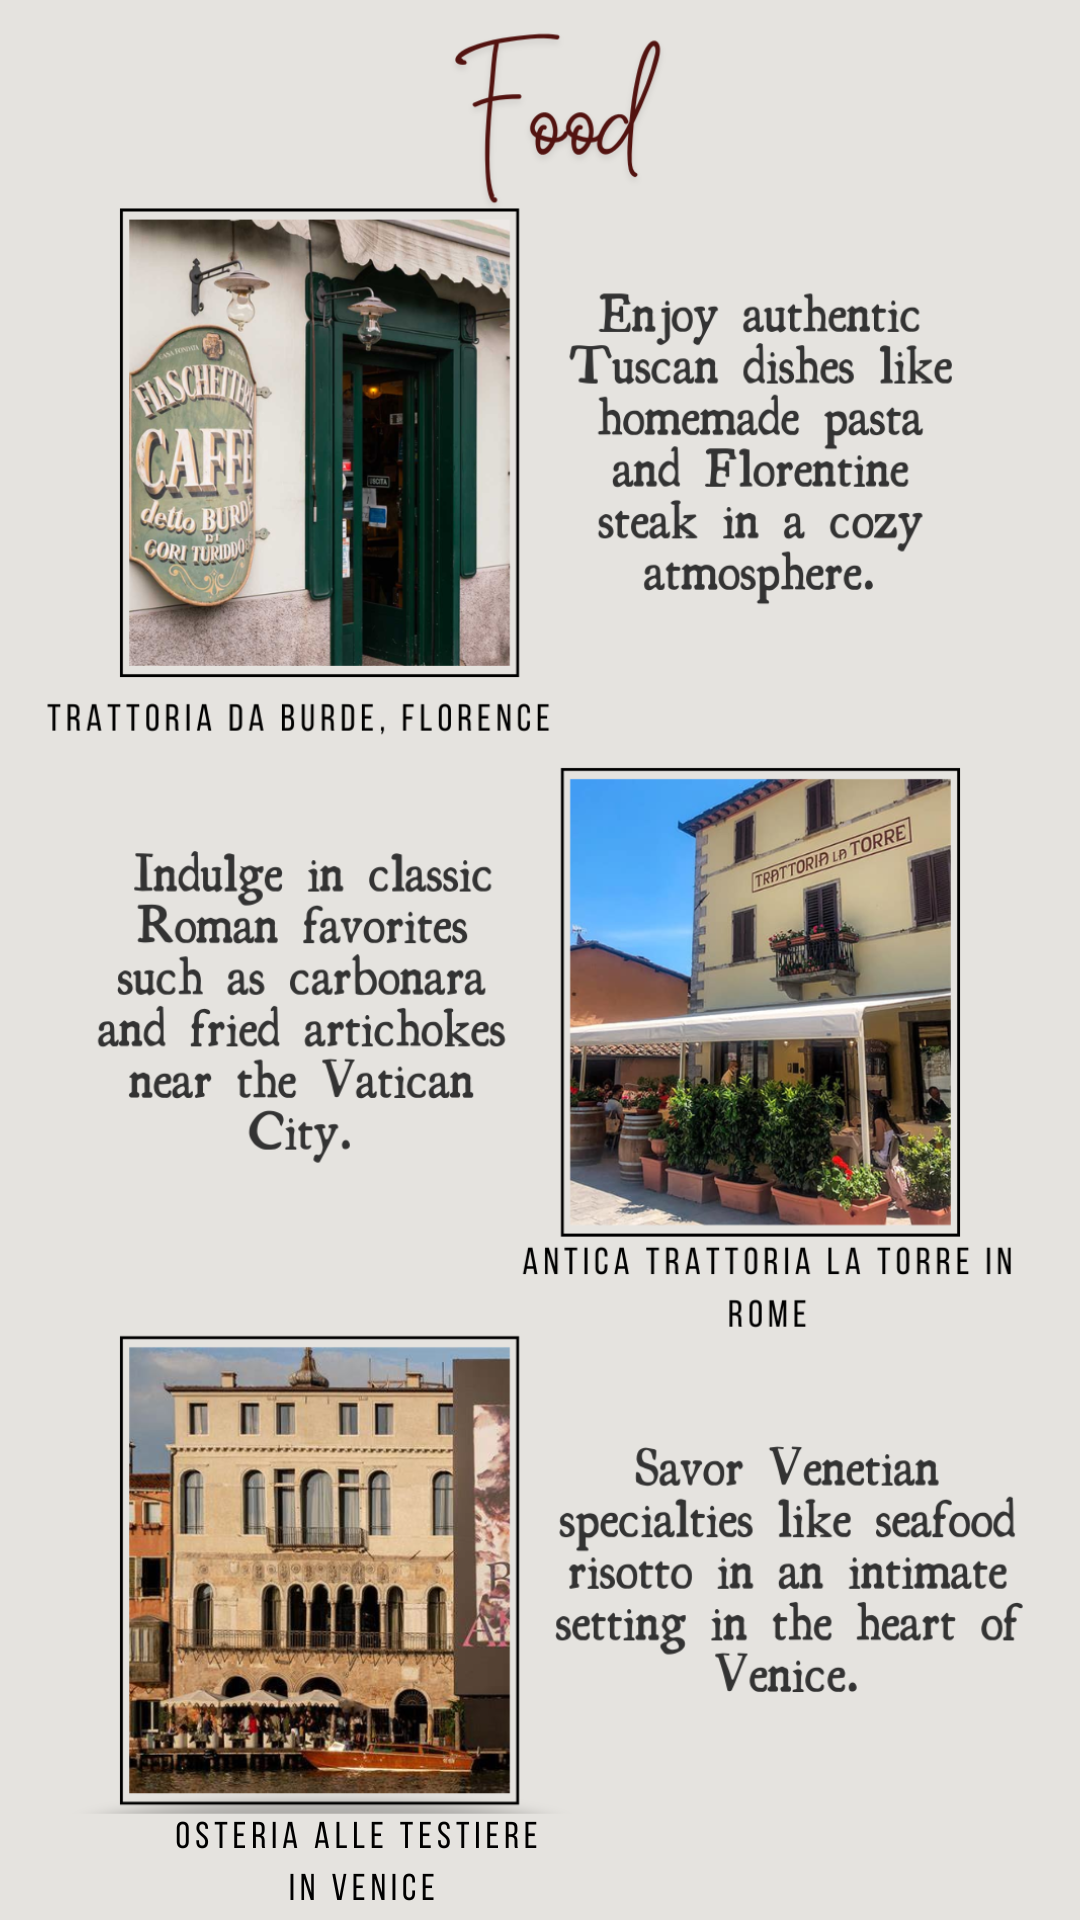 Food
FIASCHETTER
CAFFE
detto BURDE
DI
GORI TURIDDO
Enjoy authentic
Tuscan dishes like
homemade pasta
and Florentine
steak in a cozy
atmosphere.
TRATTORIA DA BURDE, FLORENCE
Indulge in classic
Roman favorites
such as carbonara
and fried artichokes
near the Vatican
City.
TRATTORIA LA TORRE
ANTICA TRATTORIA LA TORRE IN
ROME
Savor Venetian
specialties like seafood
risotto in an intimate
setting in the heart of
Venice.
OSTERIA ALLE TESTIERE
IN VENICE